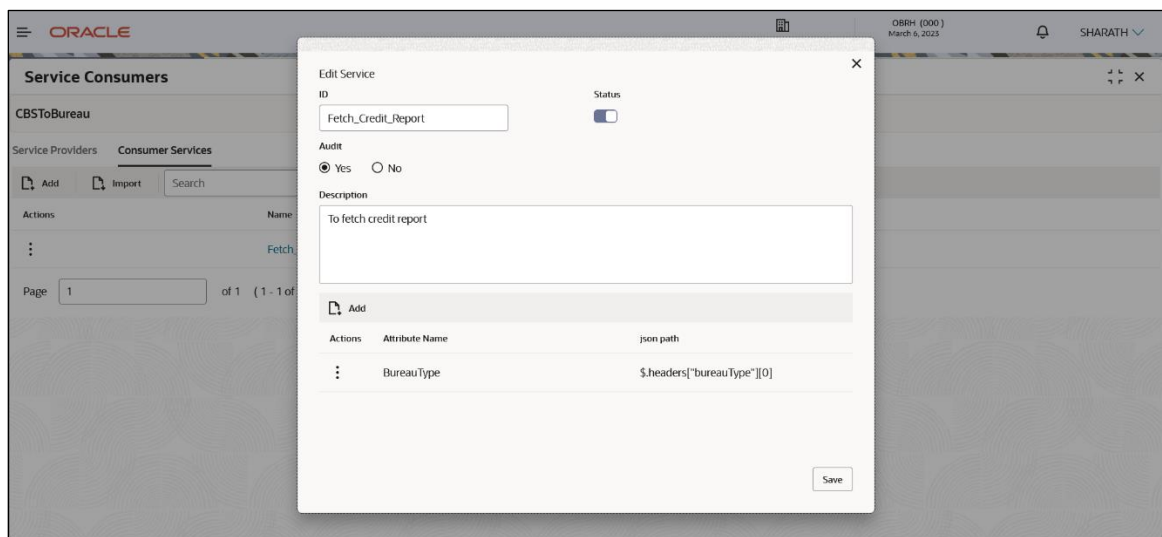 ORACLE
OBRH (000)
March 6, 2023
SHARATH
Service Consumers
CBSToBureau
Service Providers
Consumer Services
Add
Import
Search
Actions
Name
Fetch_
Page
1
of 1
(1 - 1 of
Edit Service
ID
Status
Fetch_Credit_Report
Audit
Yes
No
Description
To fetch credit report
Add
Actions
Attribute Name
json path
BureauType
$.headers["bureauType"][0]
Save